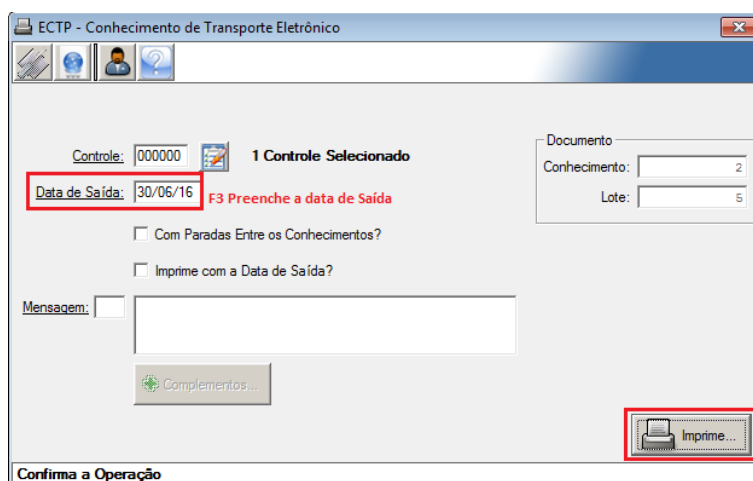 ECTP - Conhecimento de Transporte Eletrônico
Documento
Controle: 000000 1 Controle Selecionado
Conhecimento: 2
Data de Saída: 30/06/16 F3 Preenche a data de Saída
Lote: 5
Com Paradas Entre os Conhecimentos?
Imprime com a Data de Saída?
Mensagem:
Complementos...
Imprime...
Confirma a Operação